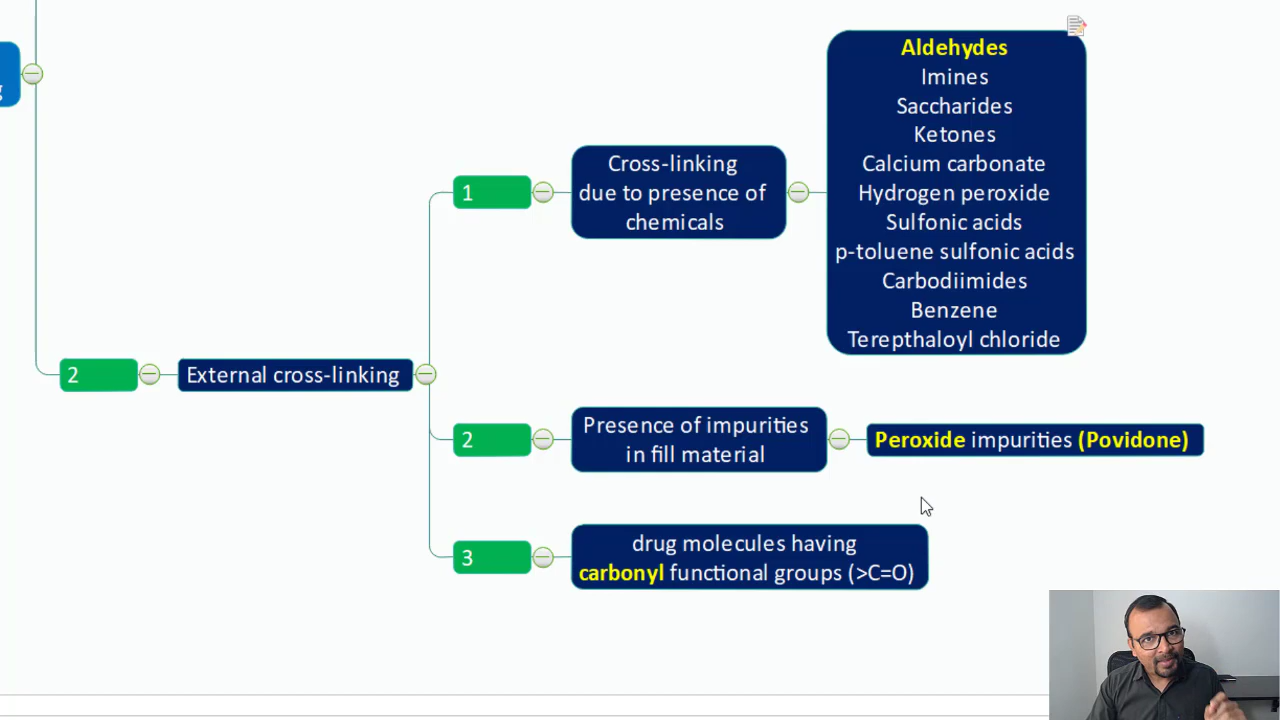 g
Aldehydes
Imines
Saccharides
Ketones
Calcium carbonate
Hydrogen peroxide
Sulfonic acids
p-toluene sulfonic acids
Carbodiimides
Benzene
Terepthaloyl chloride
1
Cross-linking
due to presence of
chemicals
2
External cross-linking
2
Presence of impurities
in fill material
Peroxide impurities (Povidone)
3
drug molecules having
carbonyl functional groups (>C=O)